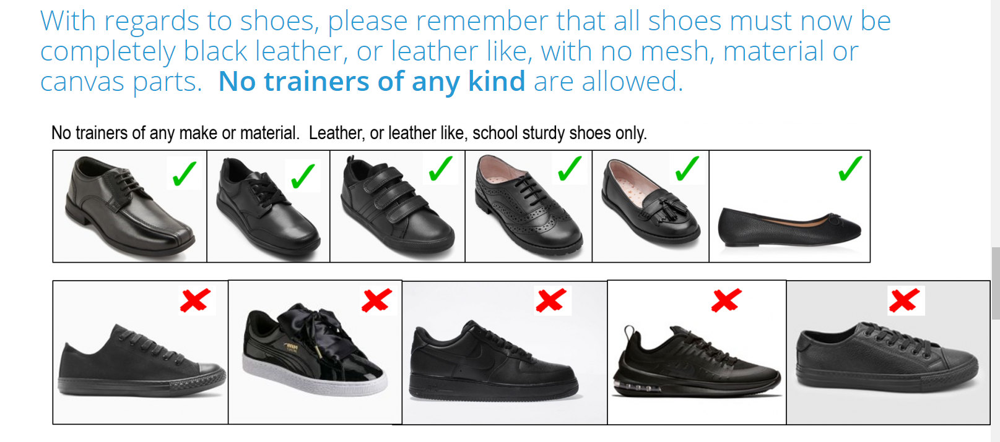 With regards to shoes, please remember that all shoes must now be
completely black leather, or leather like, with no mesh, material or
canvas parts.  No trainers of any kind are allowed.
No trainers of any make or material.  Leather, or leather like, school sturdy shoes only.